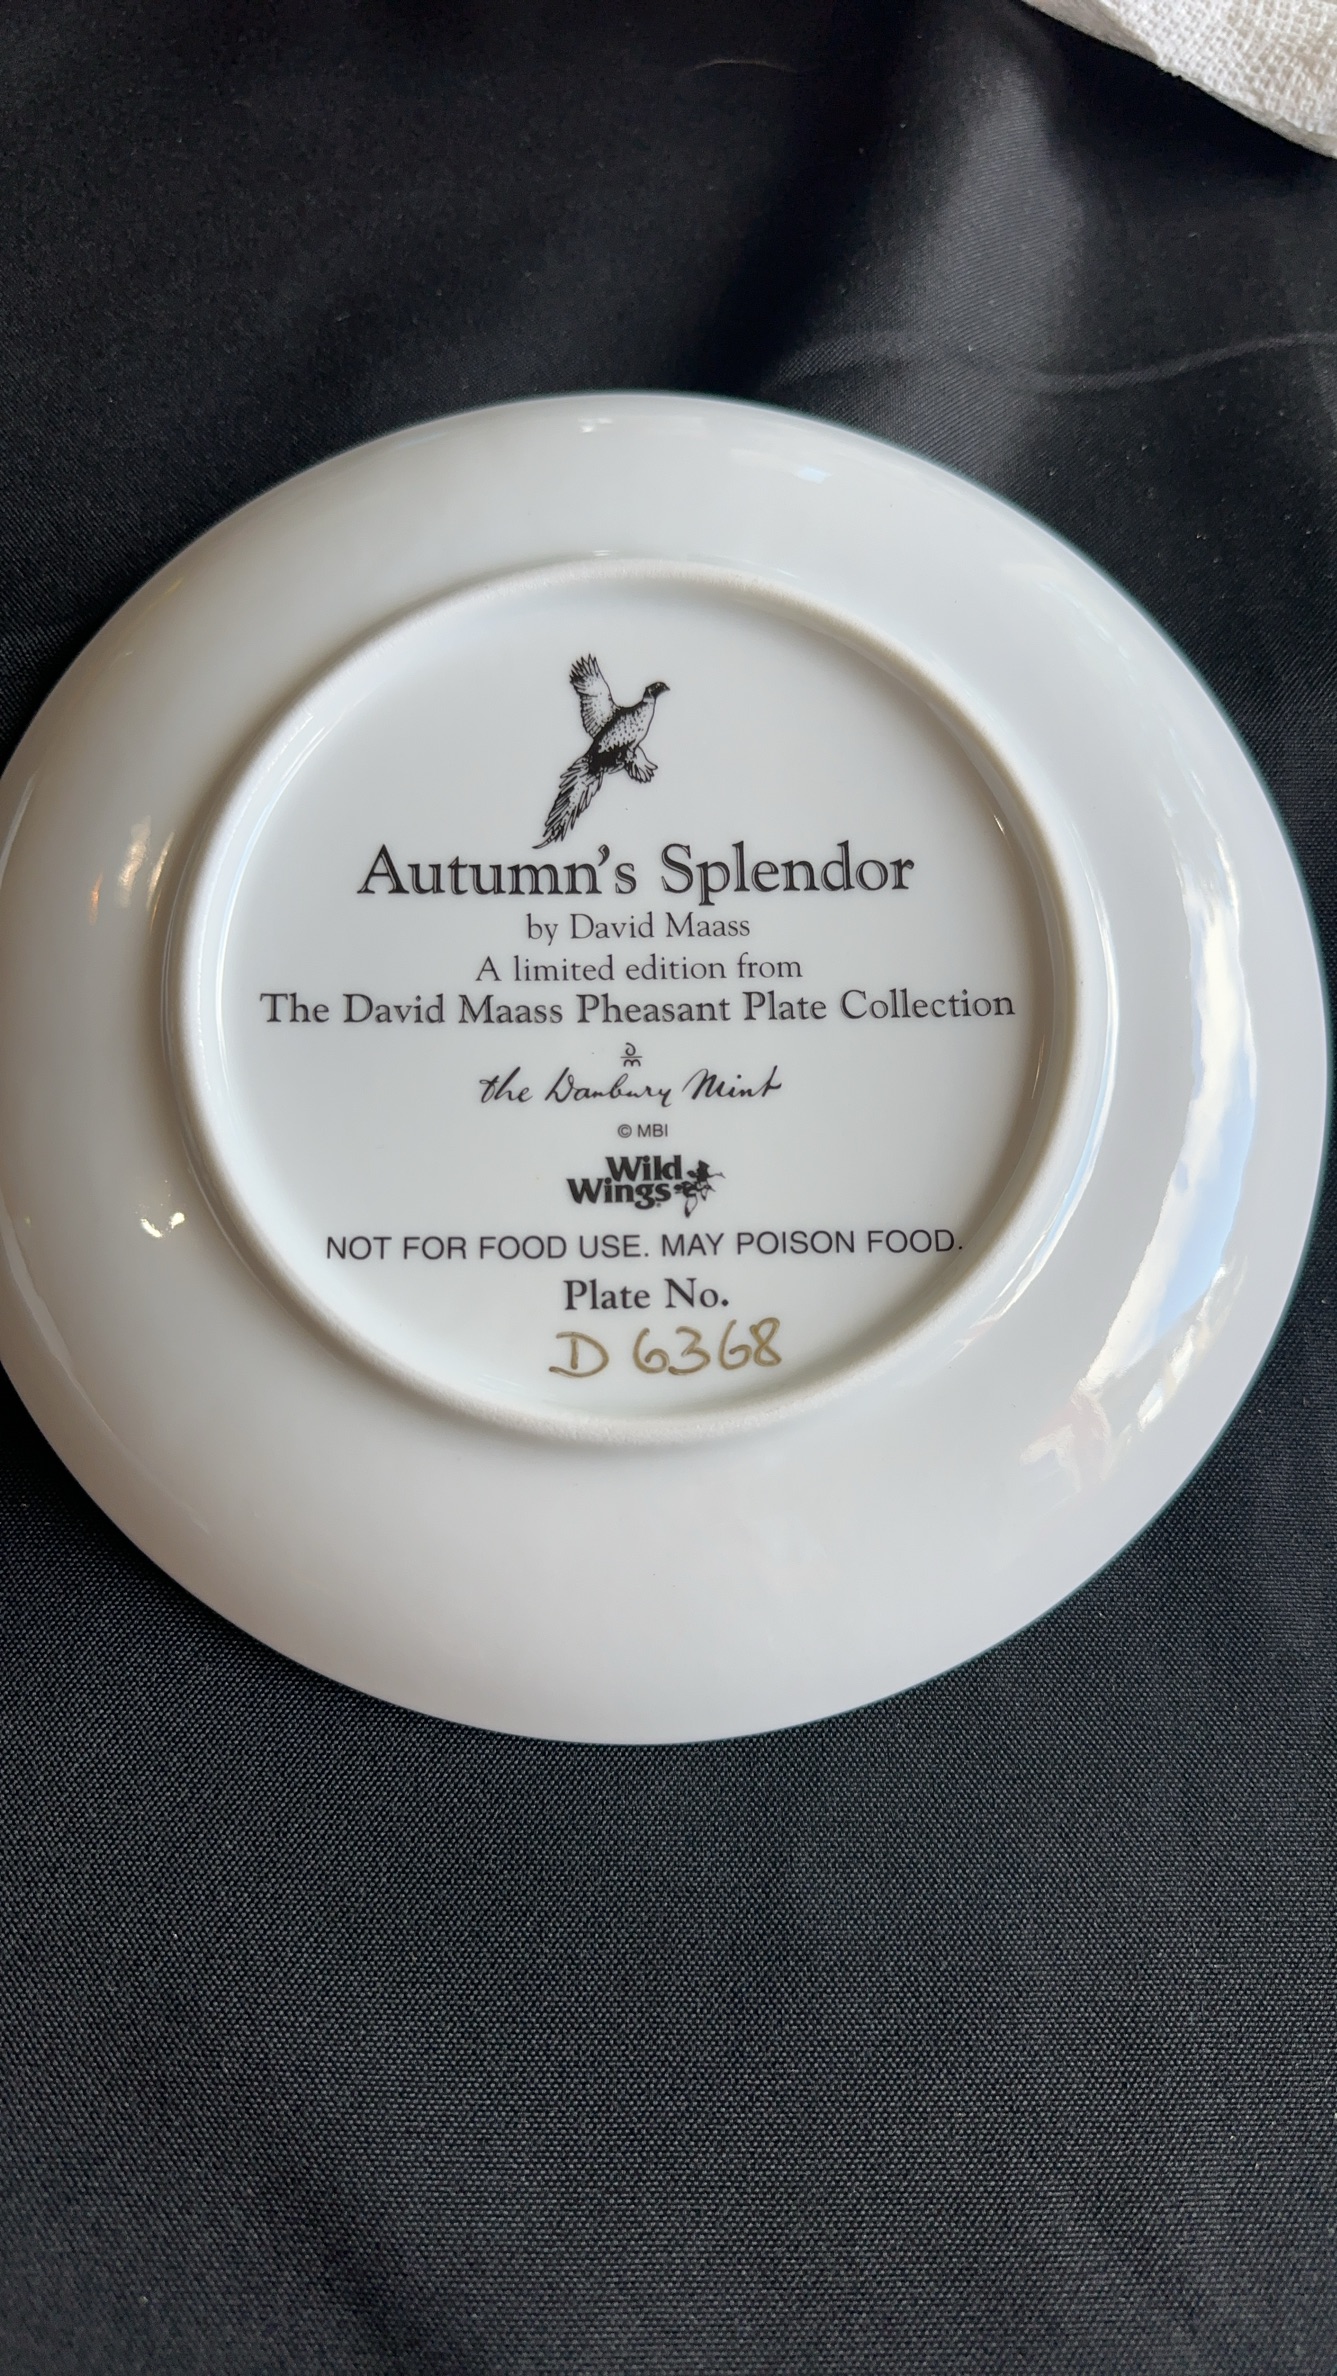 Autumn's Splendor
by David Maass
A limited edition from
The David Maass Pheasant Plate Collection
the Danbury Mint
© MBI
Wild
Wings
NOT FOR FOOD USE. MAY POISON FOOD.
Plate No.
D 6368